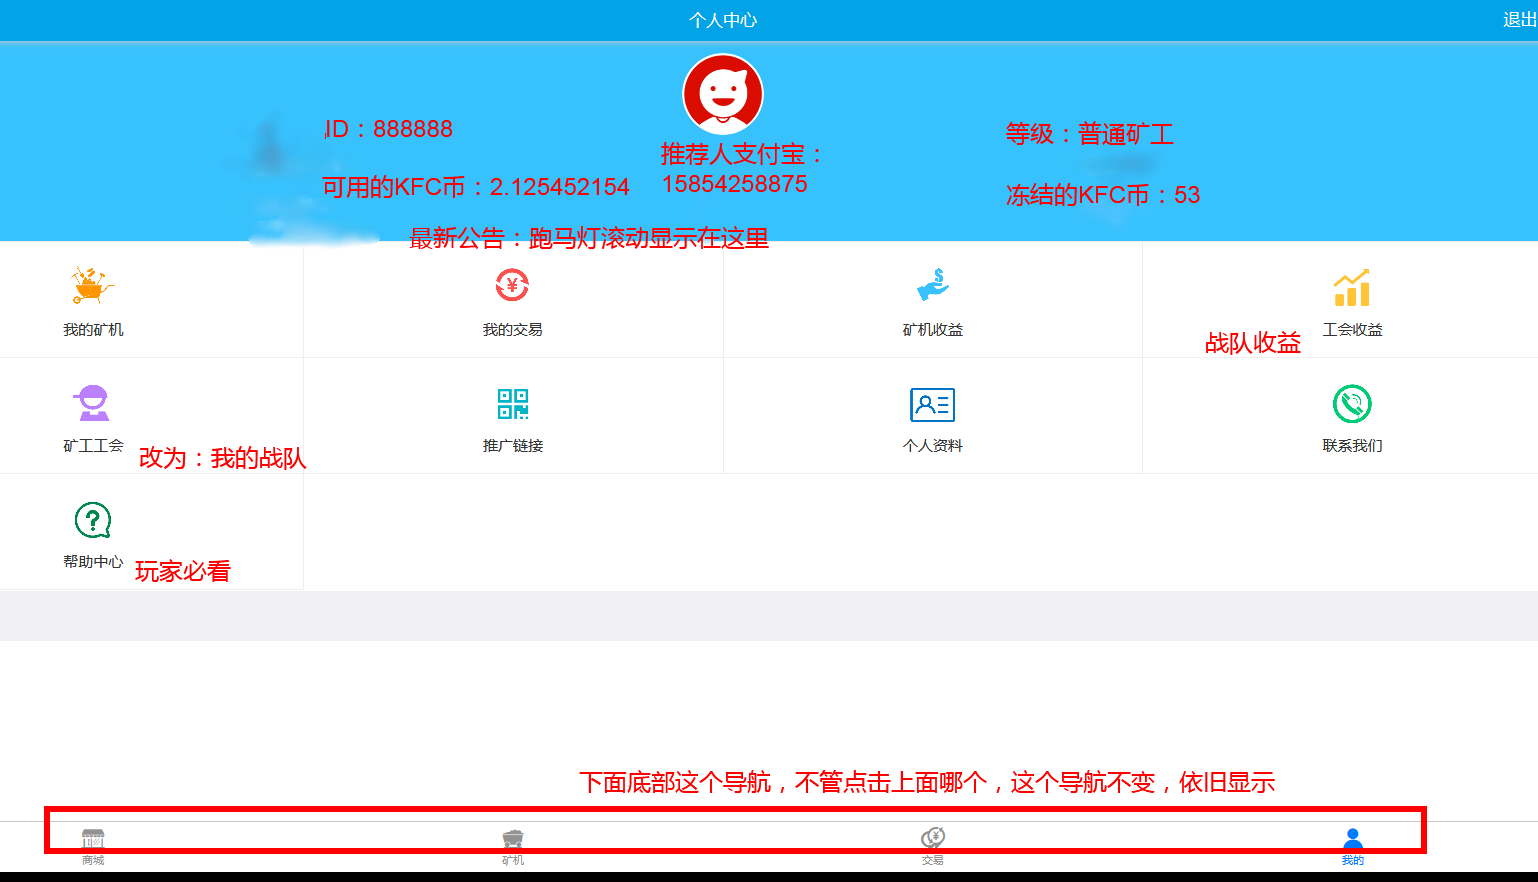 个人中心
退出
ID：888888
等级：普通矿工
推荐人支付宝：
15854258875
可用的KFC币：2.125452154
冻结的KFC币：53
最新公告：跑马灯滚动显示在这里
我的矿机
我的交易
矿机收益
工会收益
战队收益
矿工工会
改为：我的战队
推广链接
个人资料
联系我们
帮助中心
玩家必看
下面底部这个导航，不管点击上面哪个，这个导航不变，依旧显示
商城
矿机
交易
我的